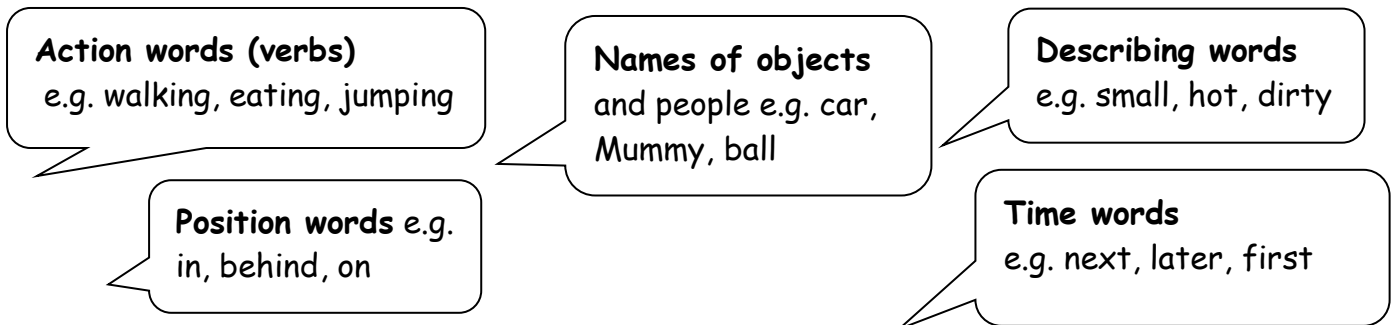 Action words (verbs)
e.g. walking, eating, jumping
Names of objects
and people e.g. car,
Mummy, ball
Describing words
e.g. small, hot, dirty
Position words e.g.
in, behind, on
Time words
e.g. next, later, first